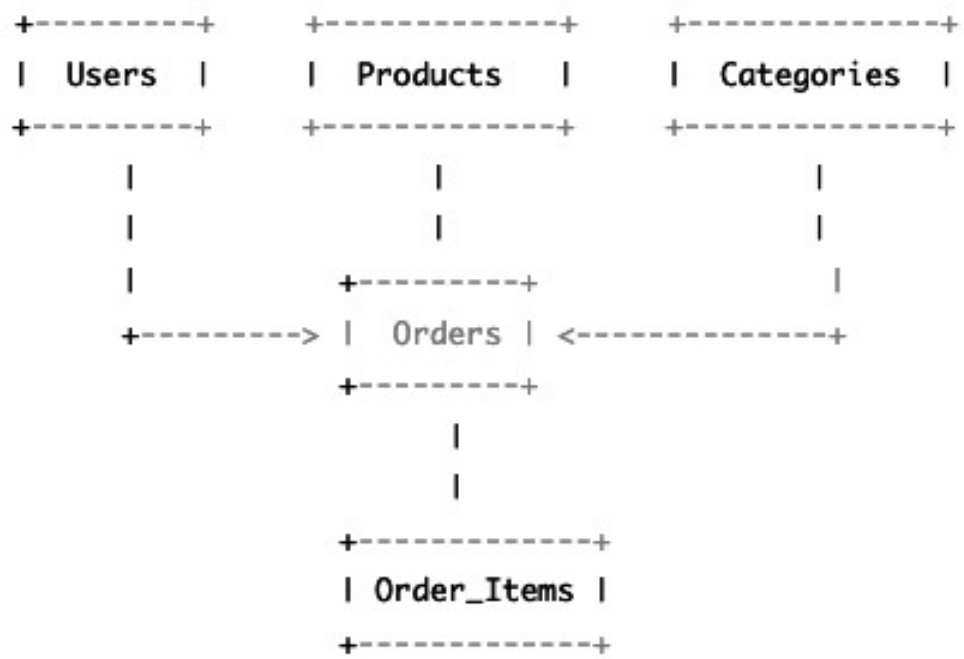 +----------+     +--------------+     +---------------+
|  Users  |     |  Products   |     |  Categories  |
+----------+     +--------------+     +---------------+
      |                |                    |
      |                |                    |
      |           +----------+               |
      +---------> |  Orders | <--------------+
                  +----------+
                        |
                        |
                  +-------------+
                  | Order_Items |
                  +-------------+